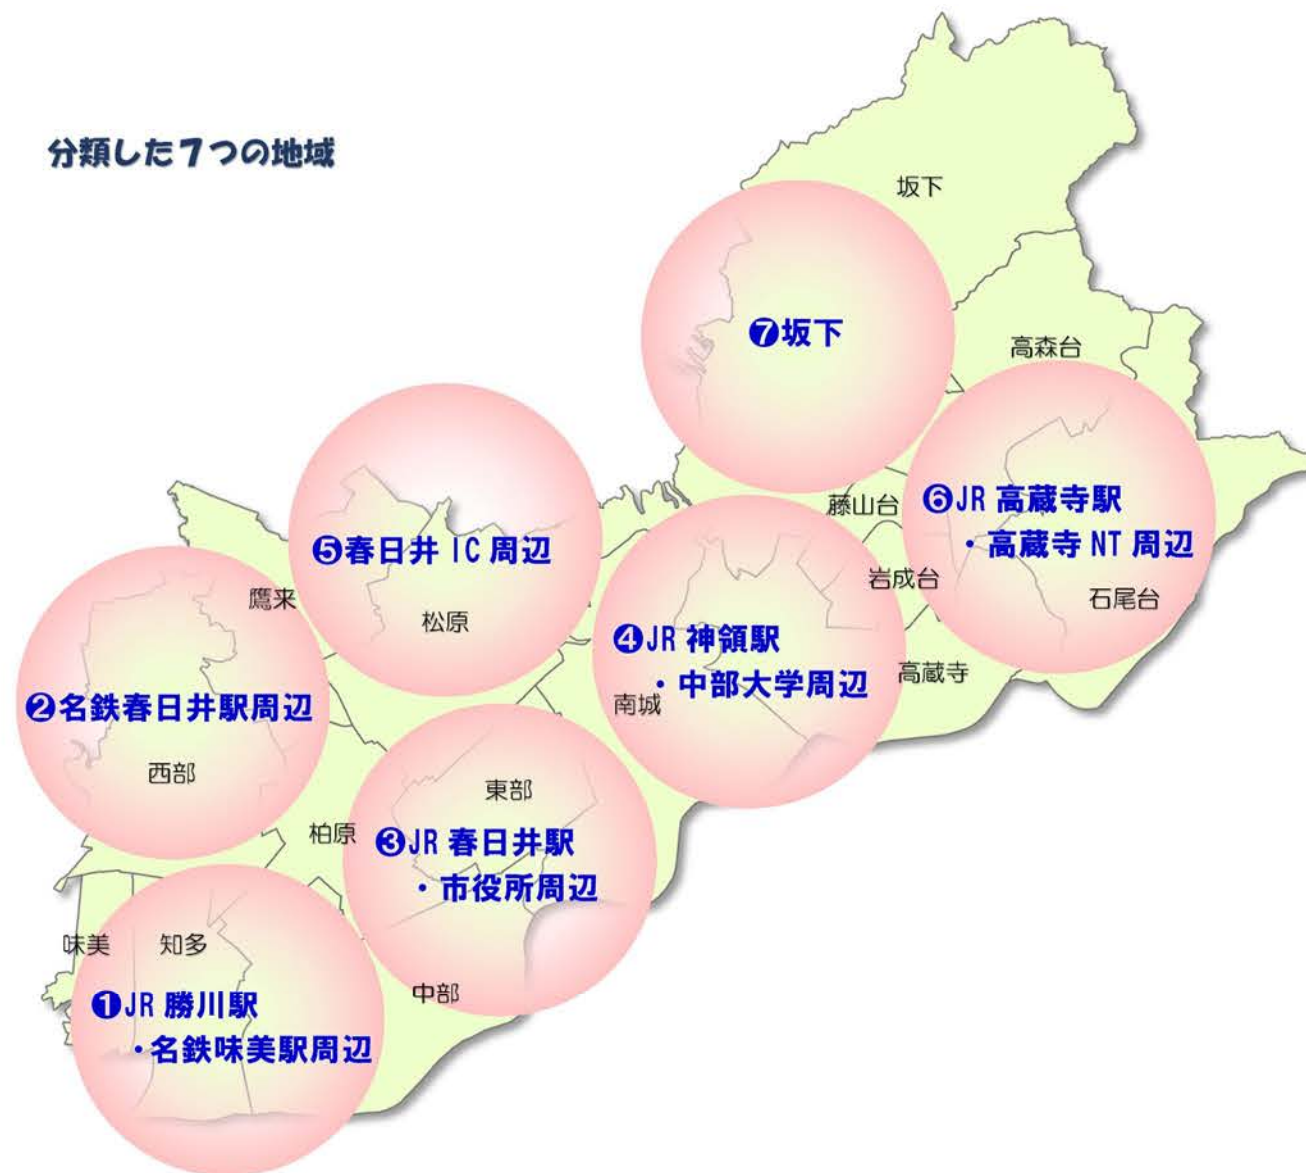 分類した7つの地域
坂下
❼坂下
高森台
藤山台
❻JR 高蔵寺駅
・高蔵寺 NT 周辺
❺春日井 IC 周辺
岩成台
石尾台
鷹来
松原
❹JR 神領駅
・中部大学周辺
高蔵寺
南城
❷名鉄春日井駅周辺
西部
東部
柏原
❸JR 春日井駅
・市役所周辺
味美
知多
中部
❶JR 勝川駅
・名鉄味美駅周辺